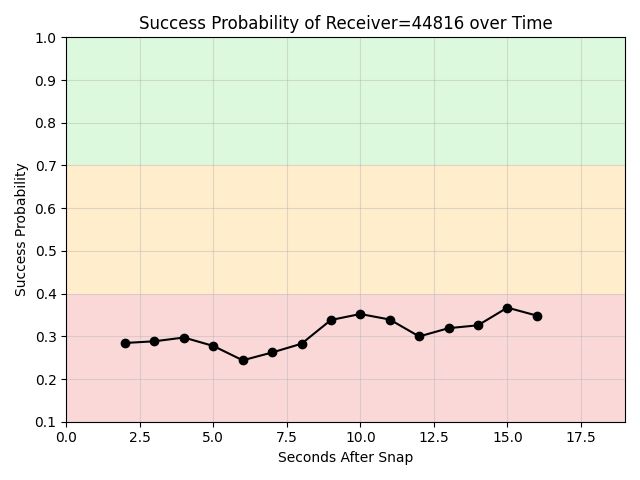 Success Probability of Receiver=44816 over Time
Success Probability
1.0
0.9
0.8
0.7
0.6
0.5
0.4
0.3
0.2
0.1
0.0 2.5 5.0 7.5 10.0 12.5 15.0 17.5
Seconds After Snap